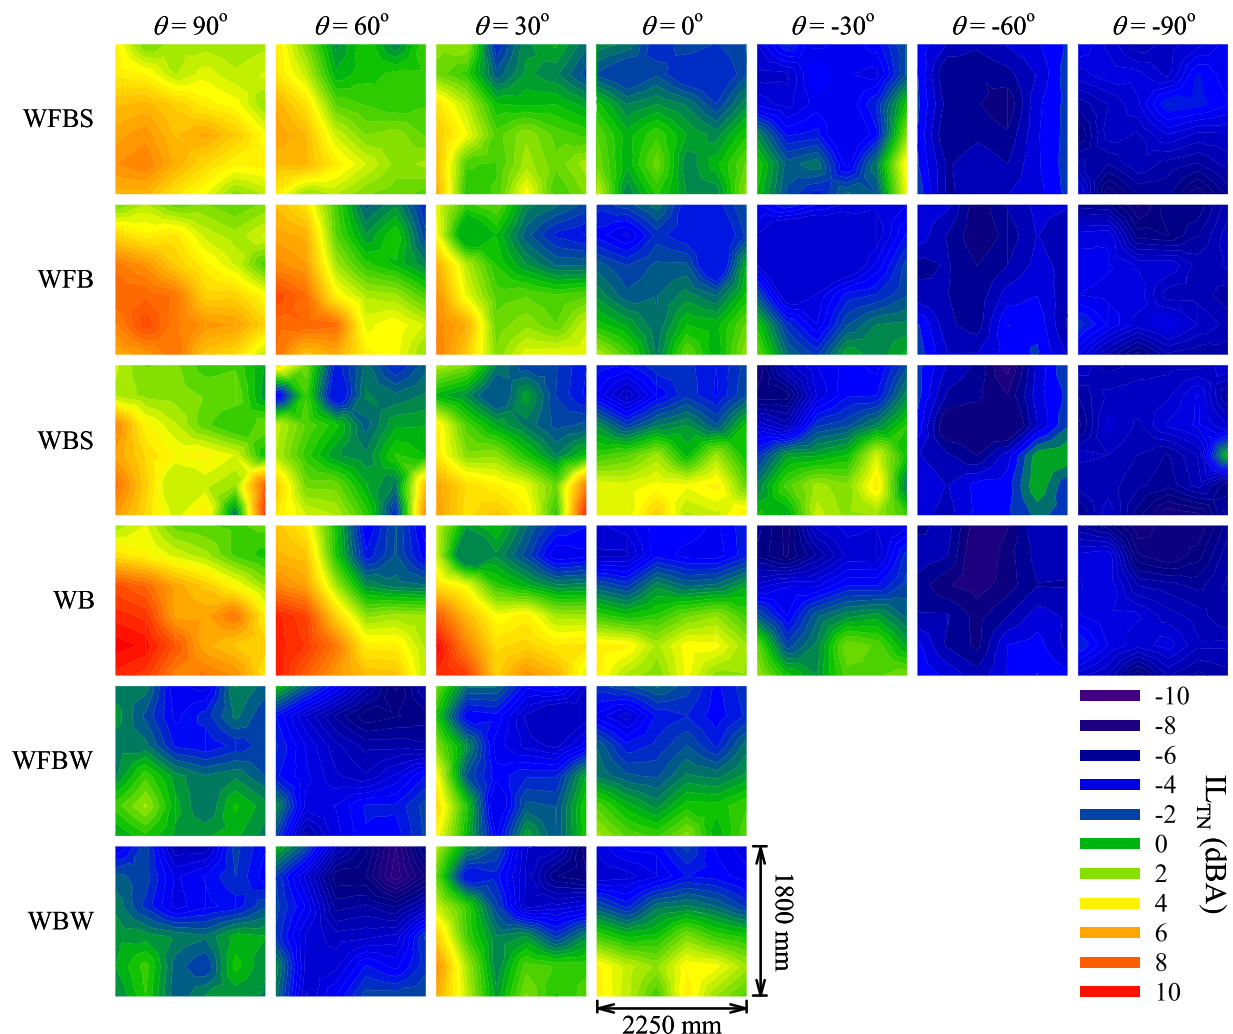 θ = 90° θ = 60° θ = 30° θ = 0° θ = -30° θ = -60° θ = -90°
WFBS
WFB
WBS
WB
WFBW
WBW
-10
-8
-6
-4
-2
0
2
4
6
8
10
IL_TN (dBA)
1800 mm
2250 mm